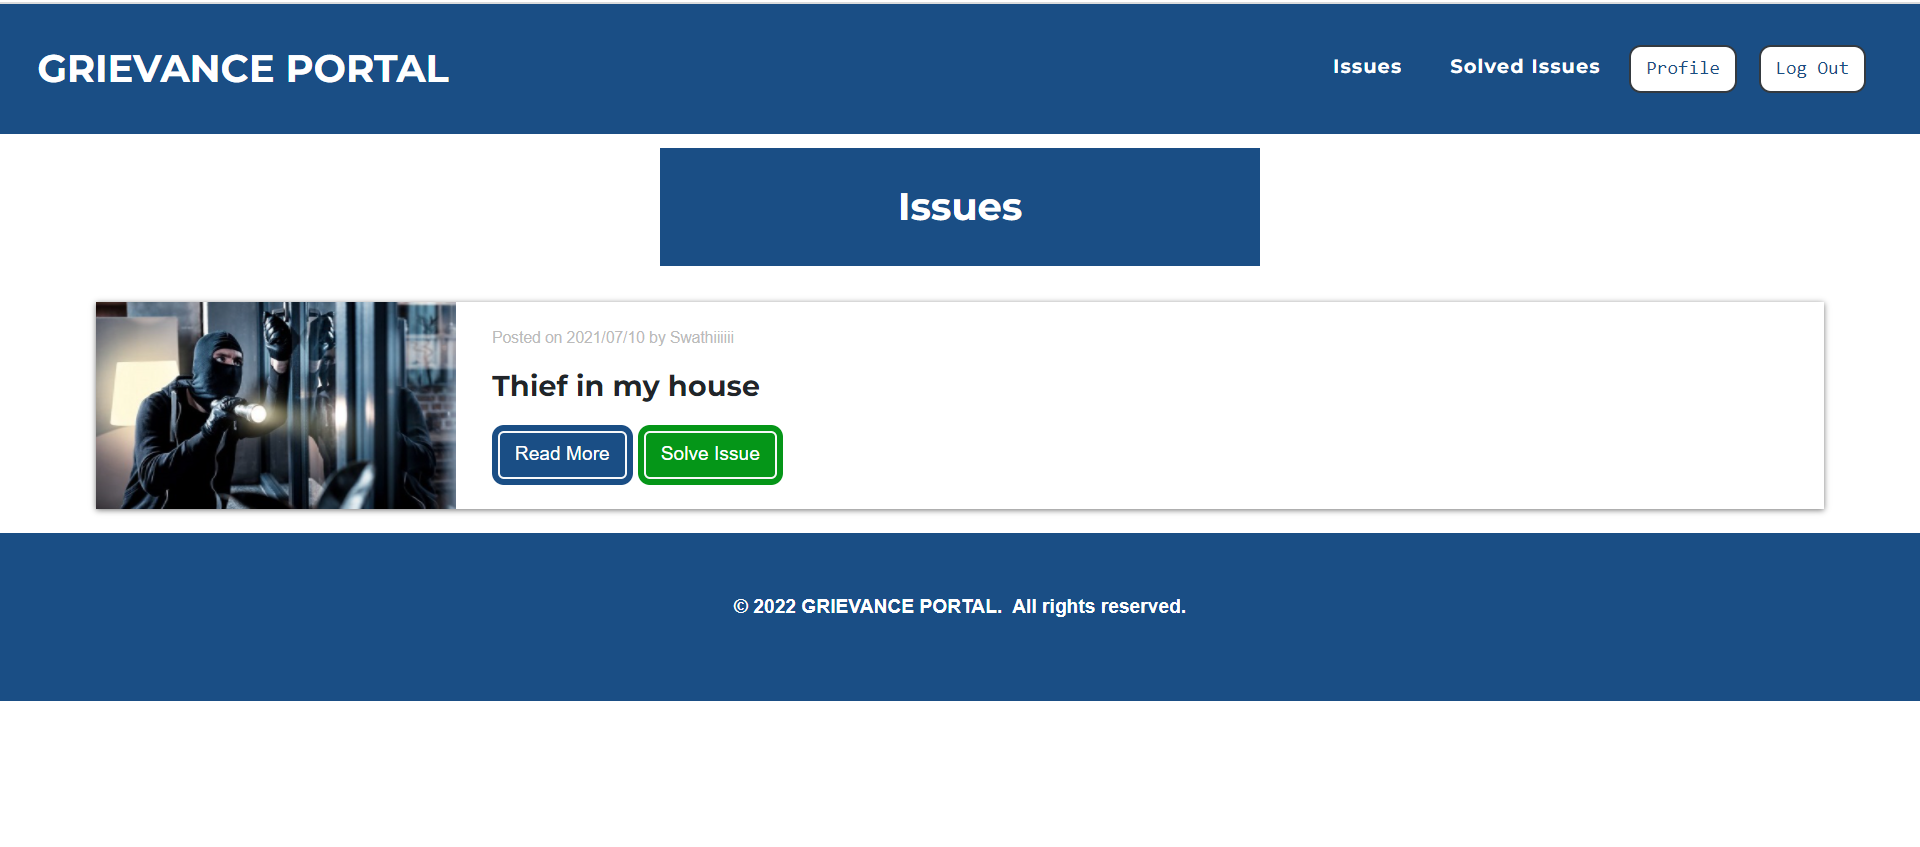 GRIEVANCE PORTAL
Issues
Solved Issues
Profile
Log Out
Issues
Posted on 2021/07/10 by Swathiiiiii
Thief in my house
Read More
Solve Issue
© 2022 GRIEVANCE PORTAL.  All rights reserved.